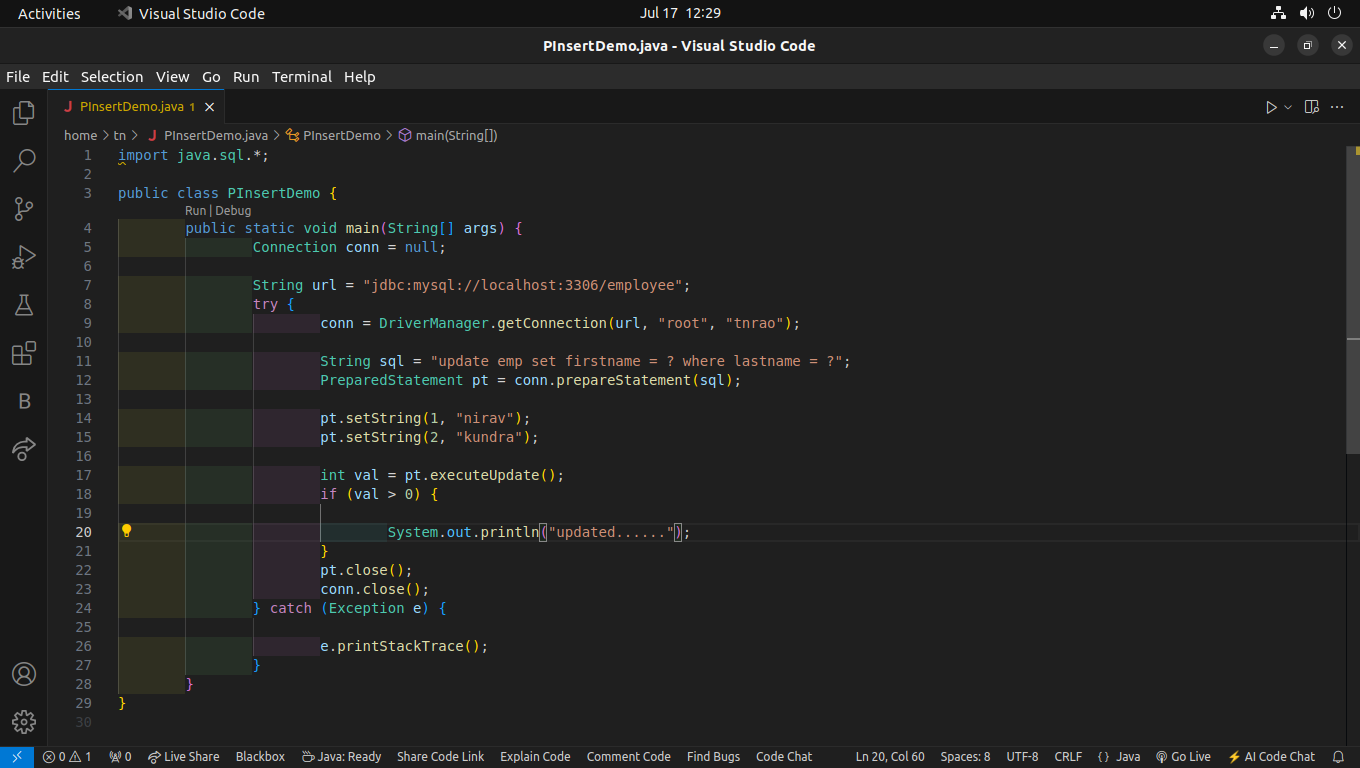 Activities Visual Studio Code Jul 17 12:29
PInsertDemo.java - Visual Studio Code
File Edit Selection View Go Run Terminal Help
J PInsertDemo.java 1
home > tn > J PInsertDemo.java > PInsertDemo > main(String[])
1 import java.sql.*;
2
3 public class PInsertDemo {
Run | Debug
4 public static void main(String[] args) {
5 Connection conn = null;
6
7 String url = "jdbc:mysql://localhost:3306/employee";
8 try {
9 conn = DriverManager.getConnection(url, "root", "tnrao");
10
11 String sql = "update emp set firstname = ? where lastname = ?";
12 PreparedStatement pt = conn.prepareStatement(sql);
13
14 pt.setString(1, "nirav");
15 pt.setString(2, "kundra");
16
17 int val = pt.executeUpdate();
18 if (val > 0) {
19
20 System.out.println("updated......");
21 }
22 pt.close();
23 conn.close();
24 } catch (Exception e) {
25
26 e.printStackTrace();
27 }
28 }
29 }
30
B
0 1 0 Live Share Blackbox Java: Ready Share Code Link Explain Code Comment Code Find Bugs Code Chat Ln 20, Col 60 Spaces: 8 UTF-8 CRLF {} Java Go Live AI Code Chat